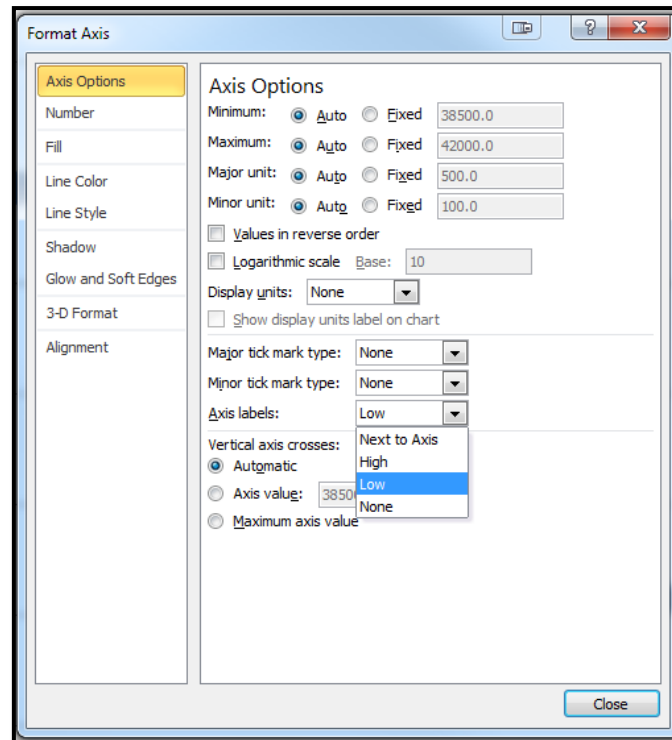 Format Axis
Axis Options
Number
Fill
Line Color
Line Style
Shadow
Glow and Soft Edges
3-D Format
Alignment
Axis Options
Minimum: Auto Fixed 38500.0
Maximum: Auto Fixed 42000.0
Major unit: Auto Fixed 500.0
Minor unit: Auto Fixed 100.0
Values in reverse order
Logarithmic scale Base: 10
Display units: None
Show display units label on chart
Major tick mark type: None
Minor tick mark type: None
Axis labels: Low
Next to Axis
High
Low
None
Vertical axis crosses:
Automatic
Axis value: 3850
Maximum axis value
Close